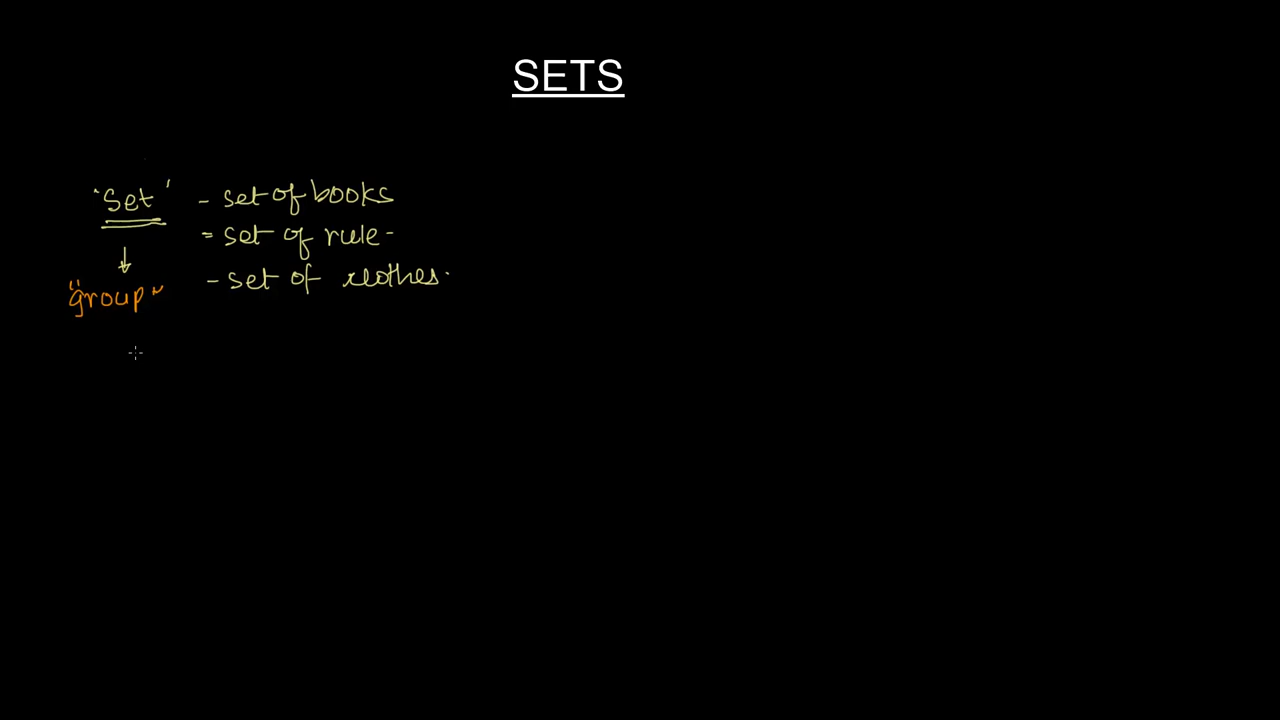 SETS
'Set' - set of books
= set of rule -
- set of clothes.
"group"